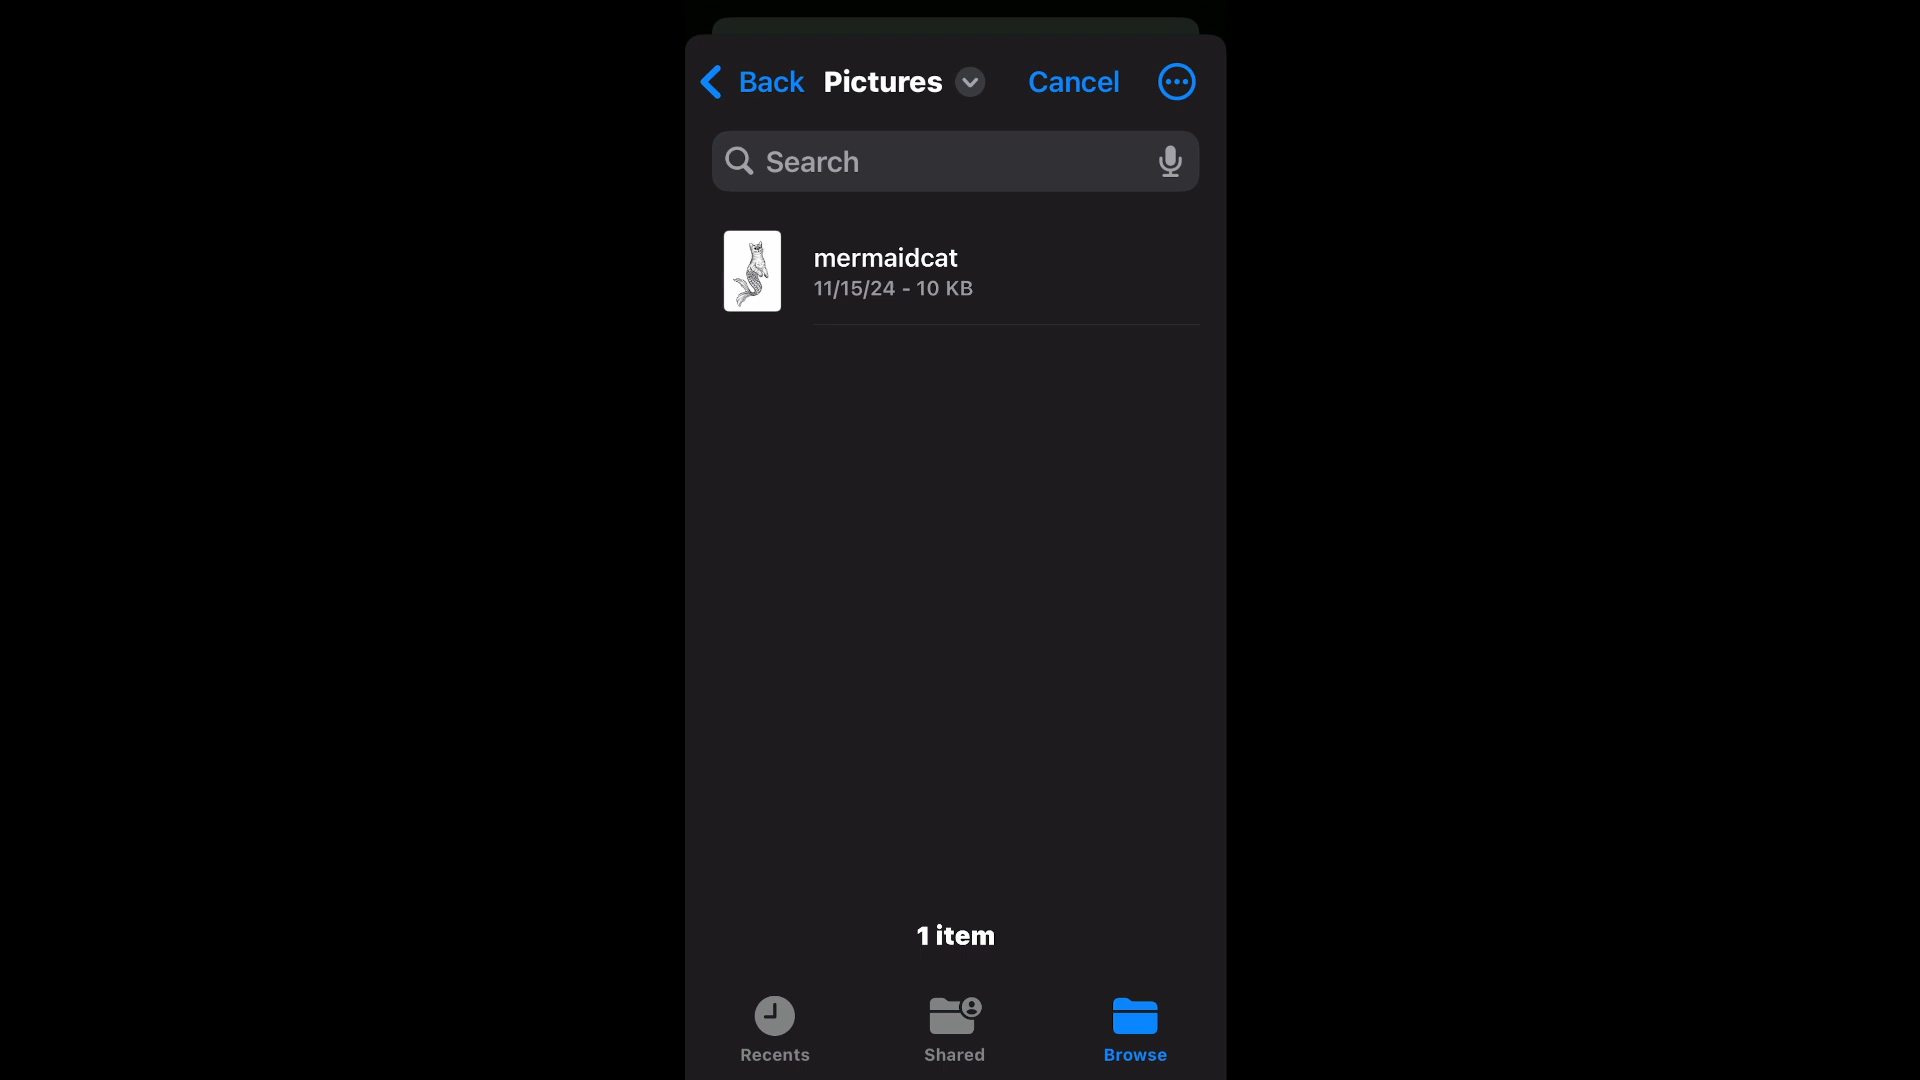 Back Pictures Cancel
Search
mermaidcat
11/15/24 - 10 KB
1 item
Recents Shared Browse